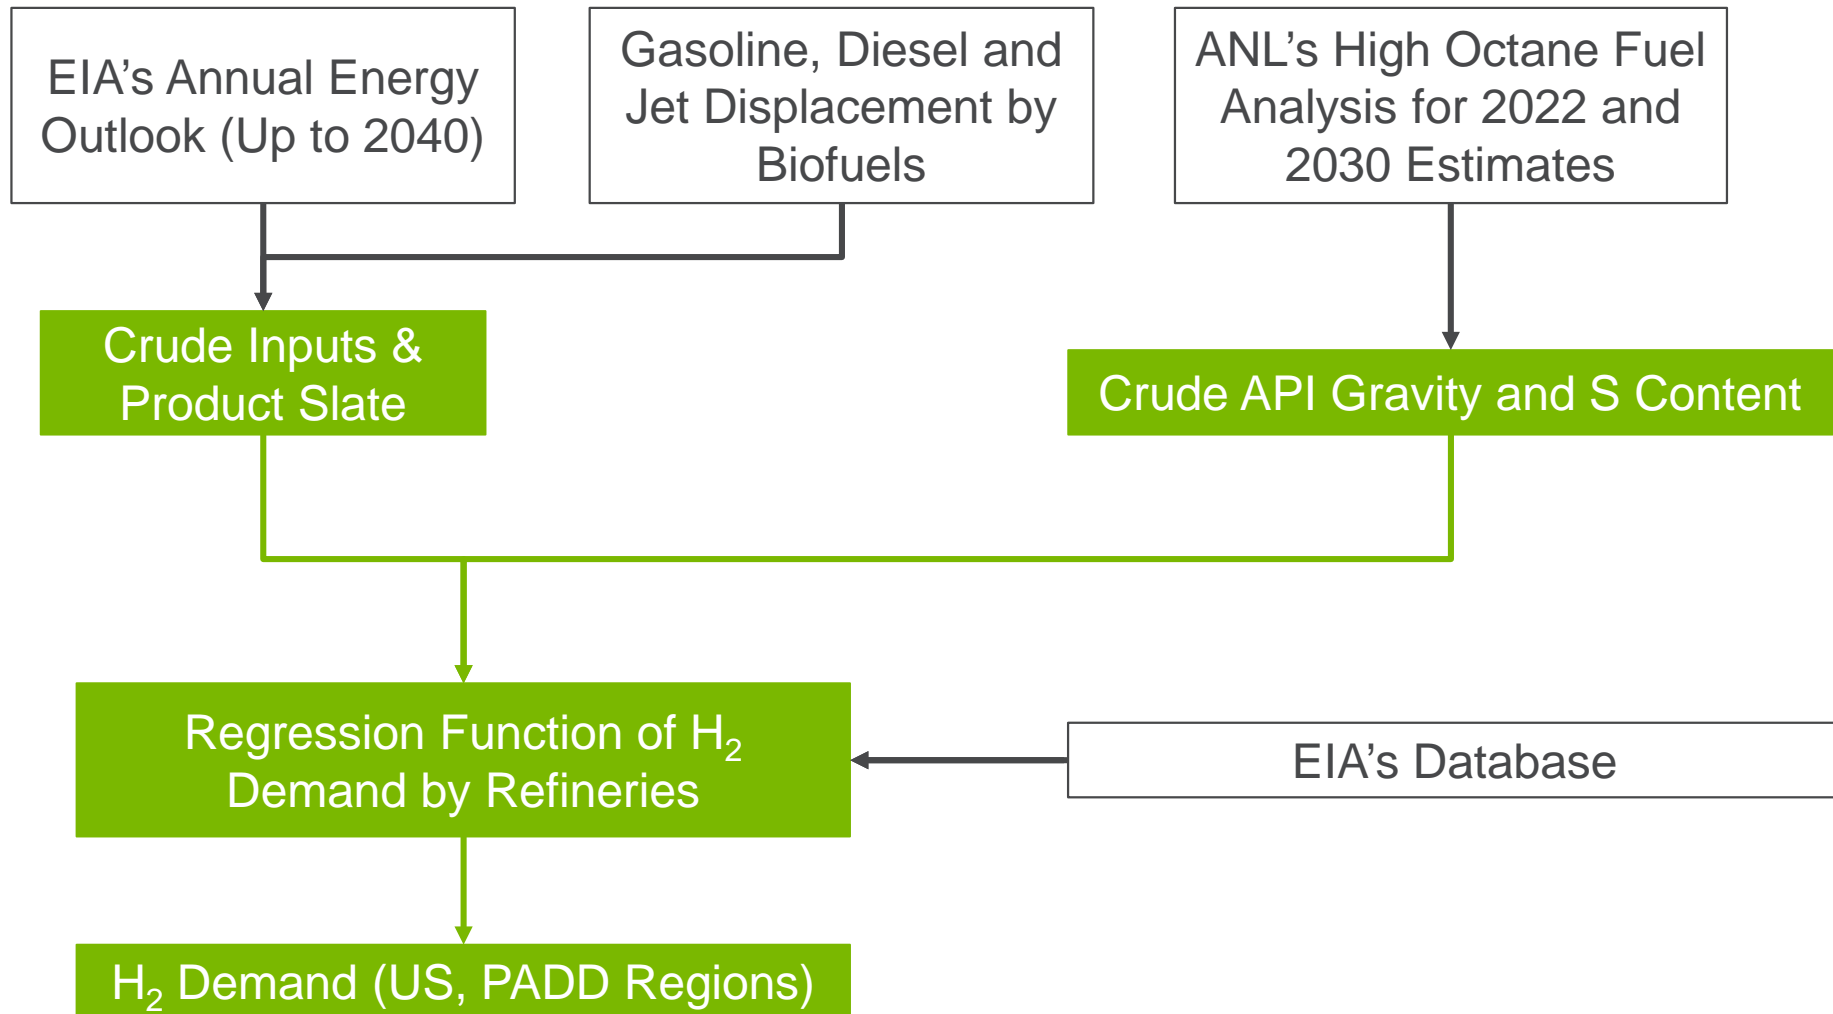 EIA’s Annual Energy
Outlook (Up to 2040)
Gasoline, Diesel and
Jet Displacement by
Biofuels
ANL’s High Octane Fuel
Analysis for 2022 and
2030 Estimates
Crude Inputs &
Product Slate
Crude API Gravity and S Content
Regression Function of H₂
Demand by Refineries
EIA’s Database
H₂ Demand (US, PADD Regions)